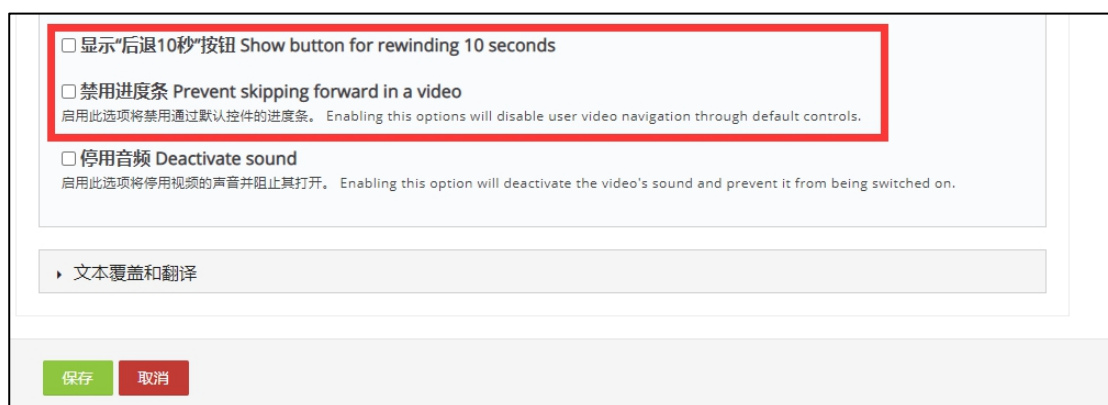 显示“后退10秒”按钮 Show button for rewinding 10 seconds
禁用进度条 Prevent skipping forward in a video
启用此选项将禁用通过默认控件的进度条。 Enabling this options will disable user video navigation through default controls.
停用音频 Deactivate sound
启用此选项将停用视频的声音并阻止其打开。 Enabling this option will deactivate the video's sound and prevent it from being switched on.
文本覆盖和翻译
保存 取消